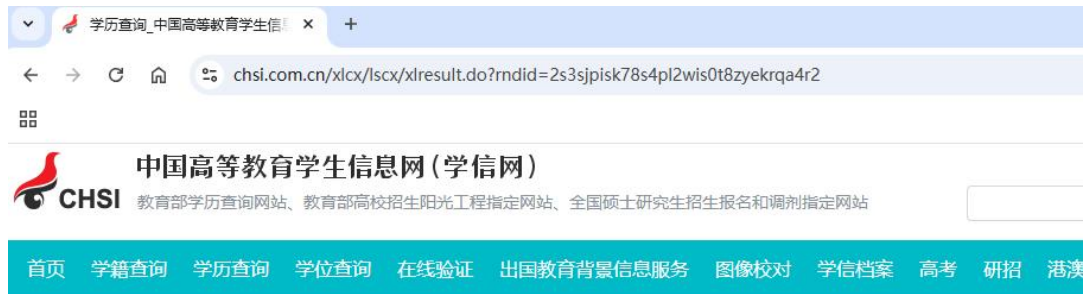 学历查询_中国高等教育学生信
chsi.com.cn/xlcx/lscx/xlresult.do?rndid=2s3sjpisk78s4pl2wis0t8zyekrqa4r2
中国高等教育学生信息网(学信网)
CHSI 教育部学历查询网站、教育部高校招生阳光工程指定网站、全国硕士研究生招生报名和调剂指定网站
首页 学籍查询 学历查询 学位查询 在线验证 出国教育背景信息服务 图像校对 学信档案 高考 研招 港澳